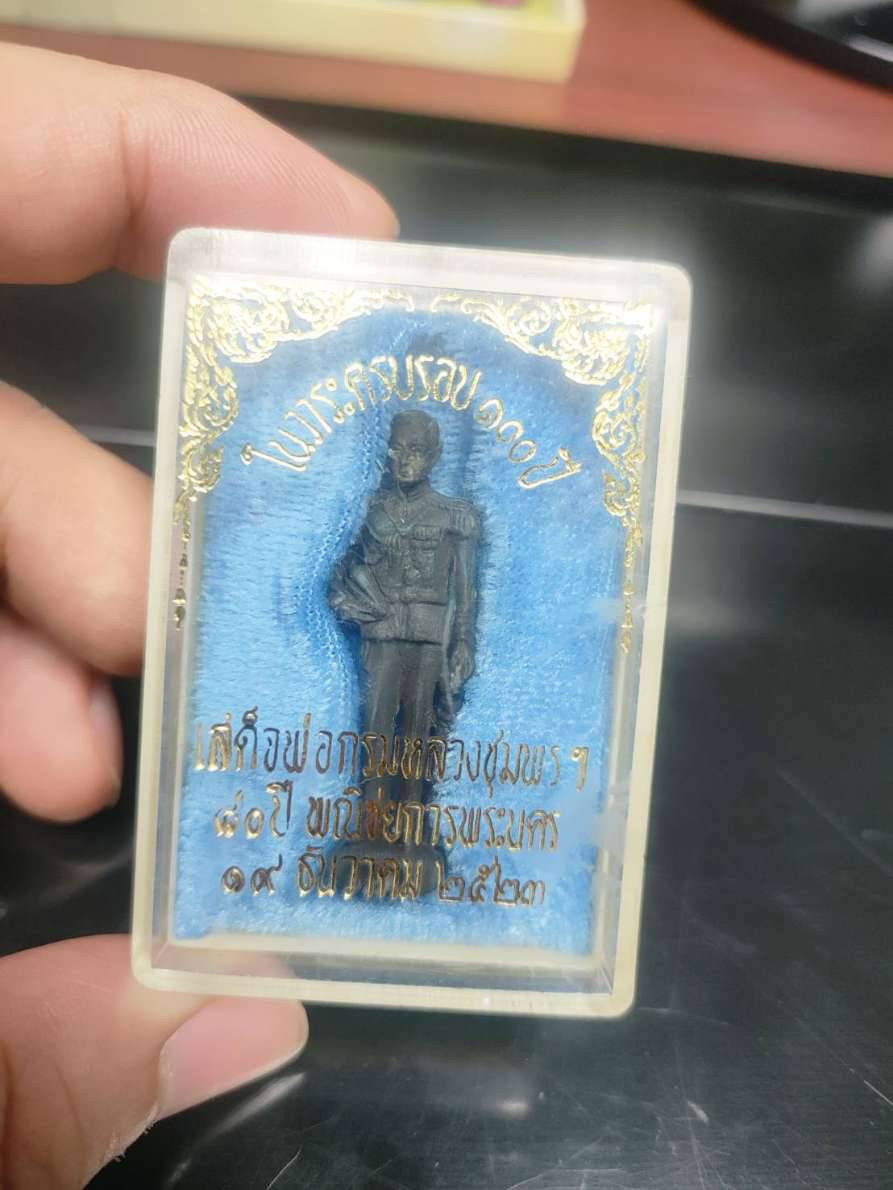 ในวาระครบรอบ ๑๐๐ ปี
เสด็จพ่อกรมหลวงชุมพร ฯ
๘๐ ปี พณิชยการพระนคร
๑๙ ธันวาคม ๒๕๒๓